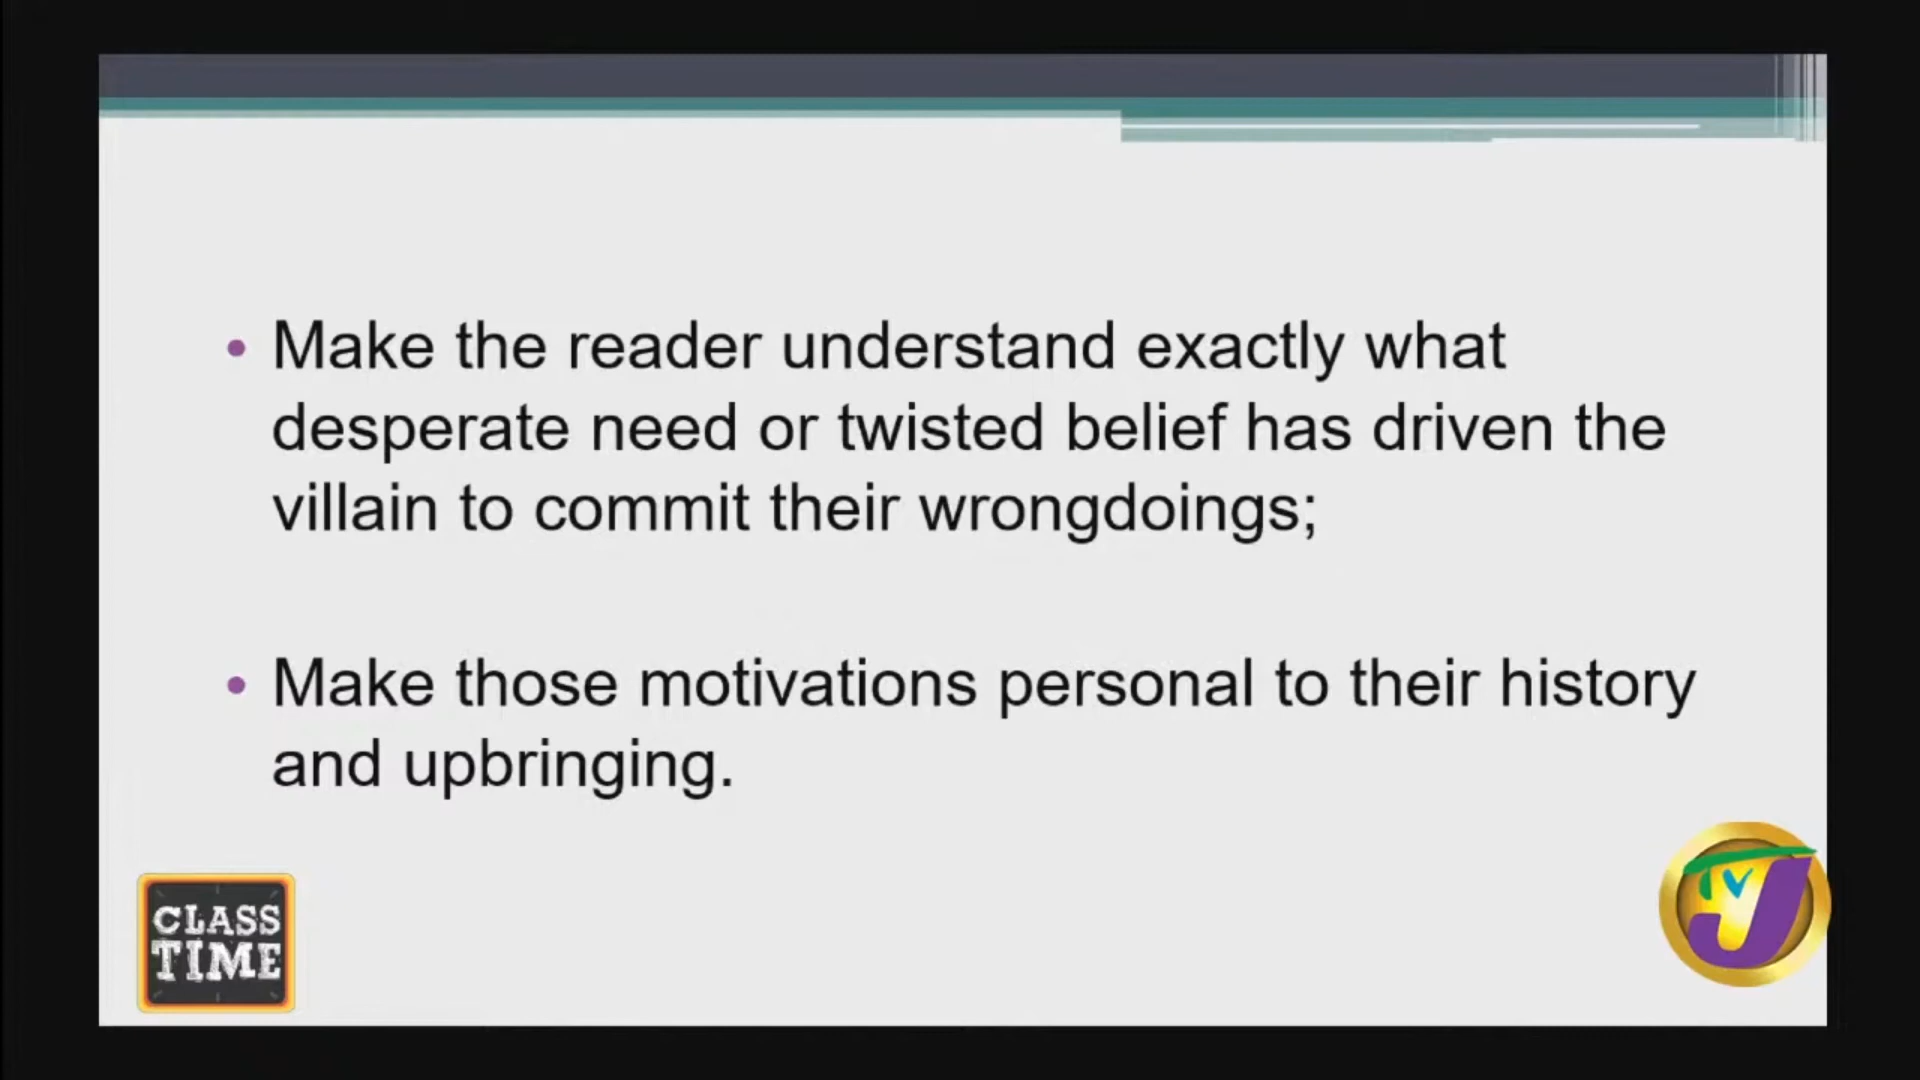 • Make the reader understand exactly what
desperate need or twisted belief has driven the
villain to commit their wrongdoings;
• Make those motivations personal to their history
and upbringing.
CLASS
TIME
TVJ